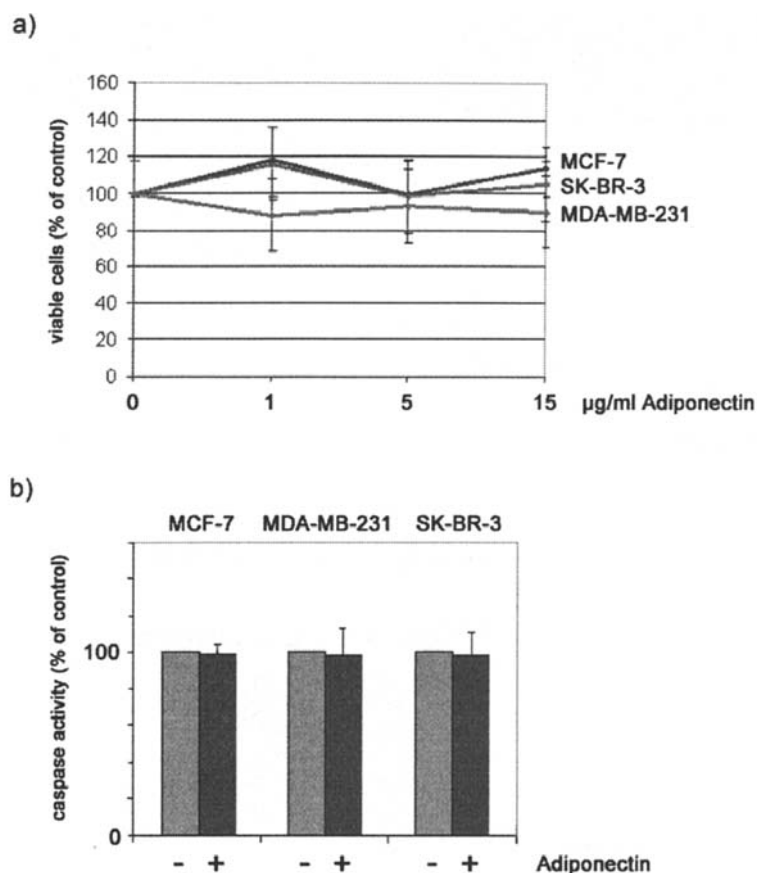 a)
viable cells (% of control)
160
140
120
100
80
60
40
20
0
0 1 5 15 µg/ml Adiponectin
MCF-7
SK-BR-3
MDA-MB-231
b)
MCF-7 MDA-MB-231 SK-BR-3
caspase activity (% of control)
100
0
- + - + - + Adiponectin